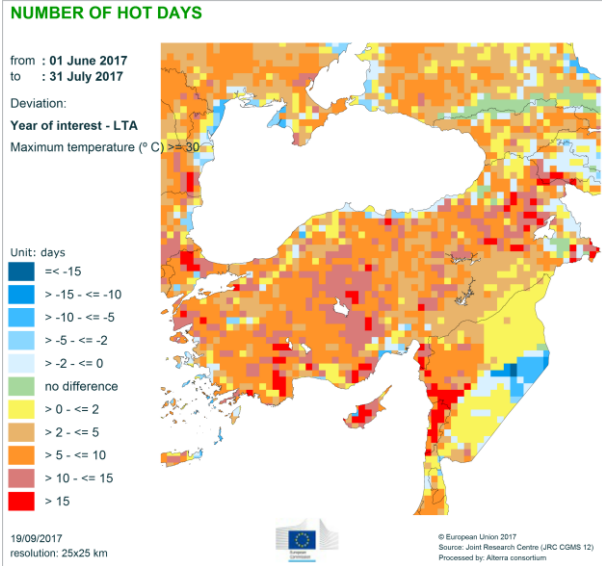 NUMBER OF HOT DAYS
from : 01 June 2017
to : 31 July 2017
Deviation:
Year of interest - LTA
Maximum temperature (º C) >= 30
Unit: days
=< -15
> -15 - <= -10
> -10 - <= -5
> -5 - <= -2
> -2 - <= 0
no difference
> 0 - <= 2
> 2 - <= 5
> 5 - <= 10
> 10 - <= 15
> 15
19/09/2017
resolution: 25x25 km
European
Commission
© European Union 2017
Source: Joint Research Centre (JRC CGMS 12)
Processed by: Alterra consortium